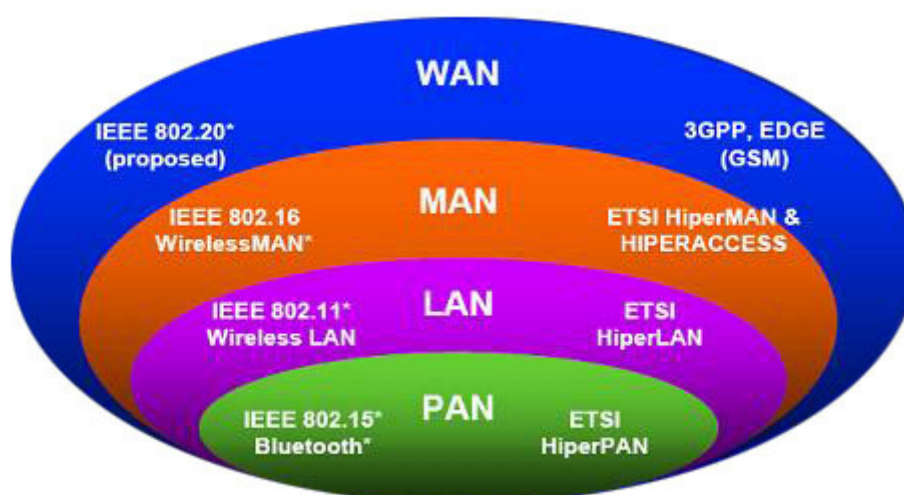 WAN
IEEE 802.20*
(proposed)
3GPP, EDGE
(GSM)
MAN
IEEE 802.16
WirelessMAN*
ETSI HiperMAN &
HIPERACCESS
LAN
IEEE 802.11*
Wireless LAN
ETSI
HiperLAN
PAN
IEEE 802.15*
Bluetooth*
ETSI
HiperPAN